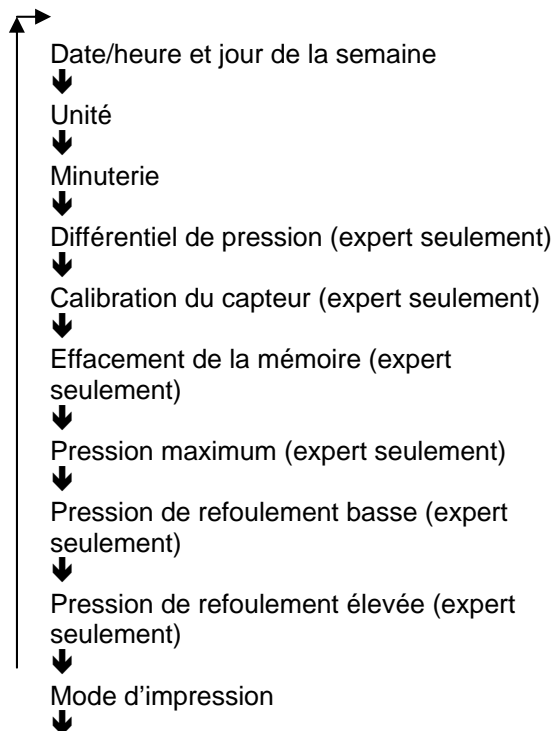 Date/heure et jour de la semaine
Unité
Minuterie
Différentiel de pression (expert seulement)
Calibration du capteur (expert seulement)
Effacement de la mémoire (expert
seulement)
Pression maximum (expert seulement)
Pression de refoulement basse (expert
seulement)
Pression de refoulement élevée (expert
seulement)
Mode d’impression